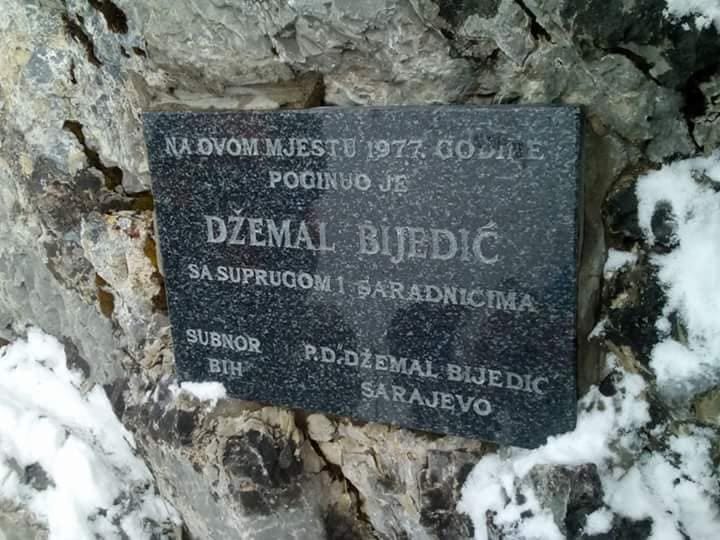 NA OVOM MJESTU 1977. GODINE
POGINUO JE
DŽEMAL BIJEDIĆ
SA SUPRUGOM I SARADNICIMA
SUBNOR
BIH
P.D."DŽEMAL BIJEDIĆ"
SARAJEVO